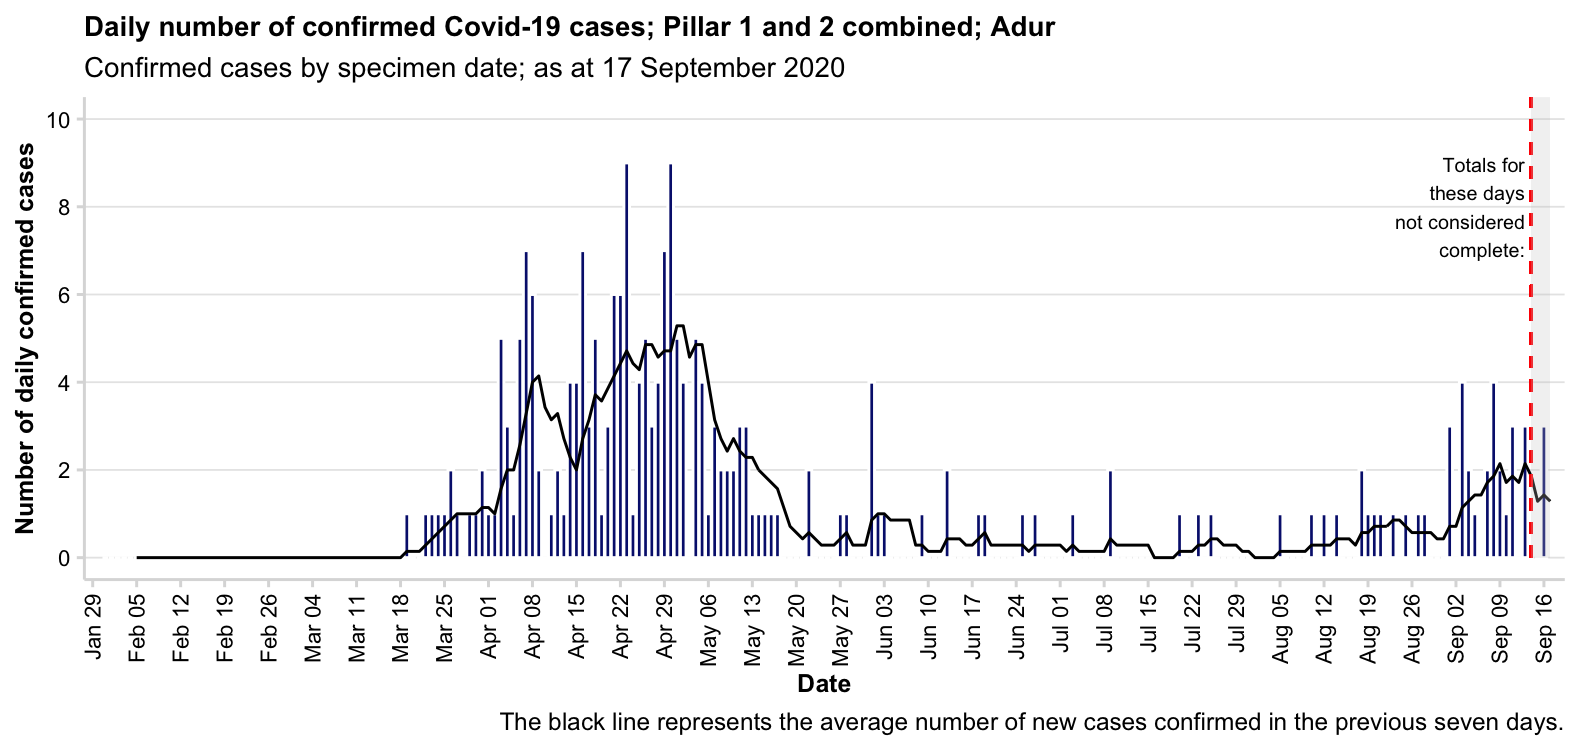 Daily number of confirmed Covid-19 cases; Pillar 1 and 2 combined; Adur
Confirmed cases by specimen date; as at 17 September 2020
Number of daily confirmed cases
10
8
6
4
2
0
Totals for
these days
not considered
complete:
Jan 29
Feb 05
Feb 12
Feb 19
Feb 26
Mar 04
Mar 11
Mar 18
Mar 25
Apr 01
Apr 08
Apr 15
Apr 22
Apr 29
May 06
May 13
May 20
May 27
Jun 03
Jun 10
Jun 17
Jun 24
Jul 01
Jul 08
Jul 15
Jul 22
Jul 29
Aug 05
Aug 12
Aug 19
Aug 26
Sep 02
Sep 09
Sep 16
Date
The black line represents the average number of new cases confirmed in the previous seven days.